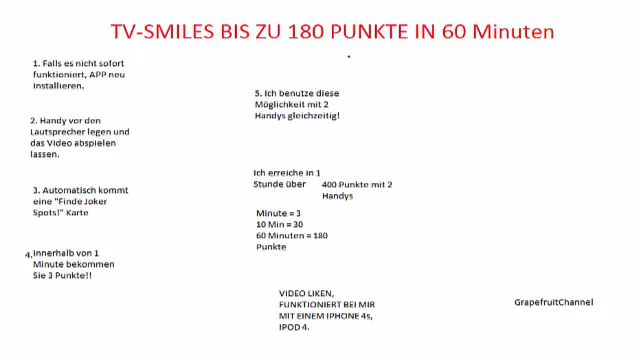 TV-SMILES BIS ZU 180 PUNKTE IN 60 Minuten
1. Falls es nicht sofort
funktioniert, APP neu
Installieren.
2. Handy vor den
Lautsprecher legen und
das Video abspielen
lassen.
3. Automatisch kommt
eine "Finde Joker
Spots!" Karte
4. Innerhalb von 1
Minute bekommen
Sie 3 Punkte!!
5. Ich benutze diese
Möglichkeit mit 2
Handys gleichzeitig!
Ich erreiche in 1
Stunde über 400 Punkte mit 2
Handys
Minute = 3
10 Min = 30
60 Minuten = 180
Punkte
VIDEO LIKEN,
FUNKTIONIERT BEI MIR
MIT EINEM IPHONE 4s,
IPOD 4.
GrapefruitChannel